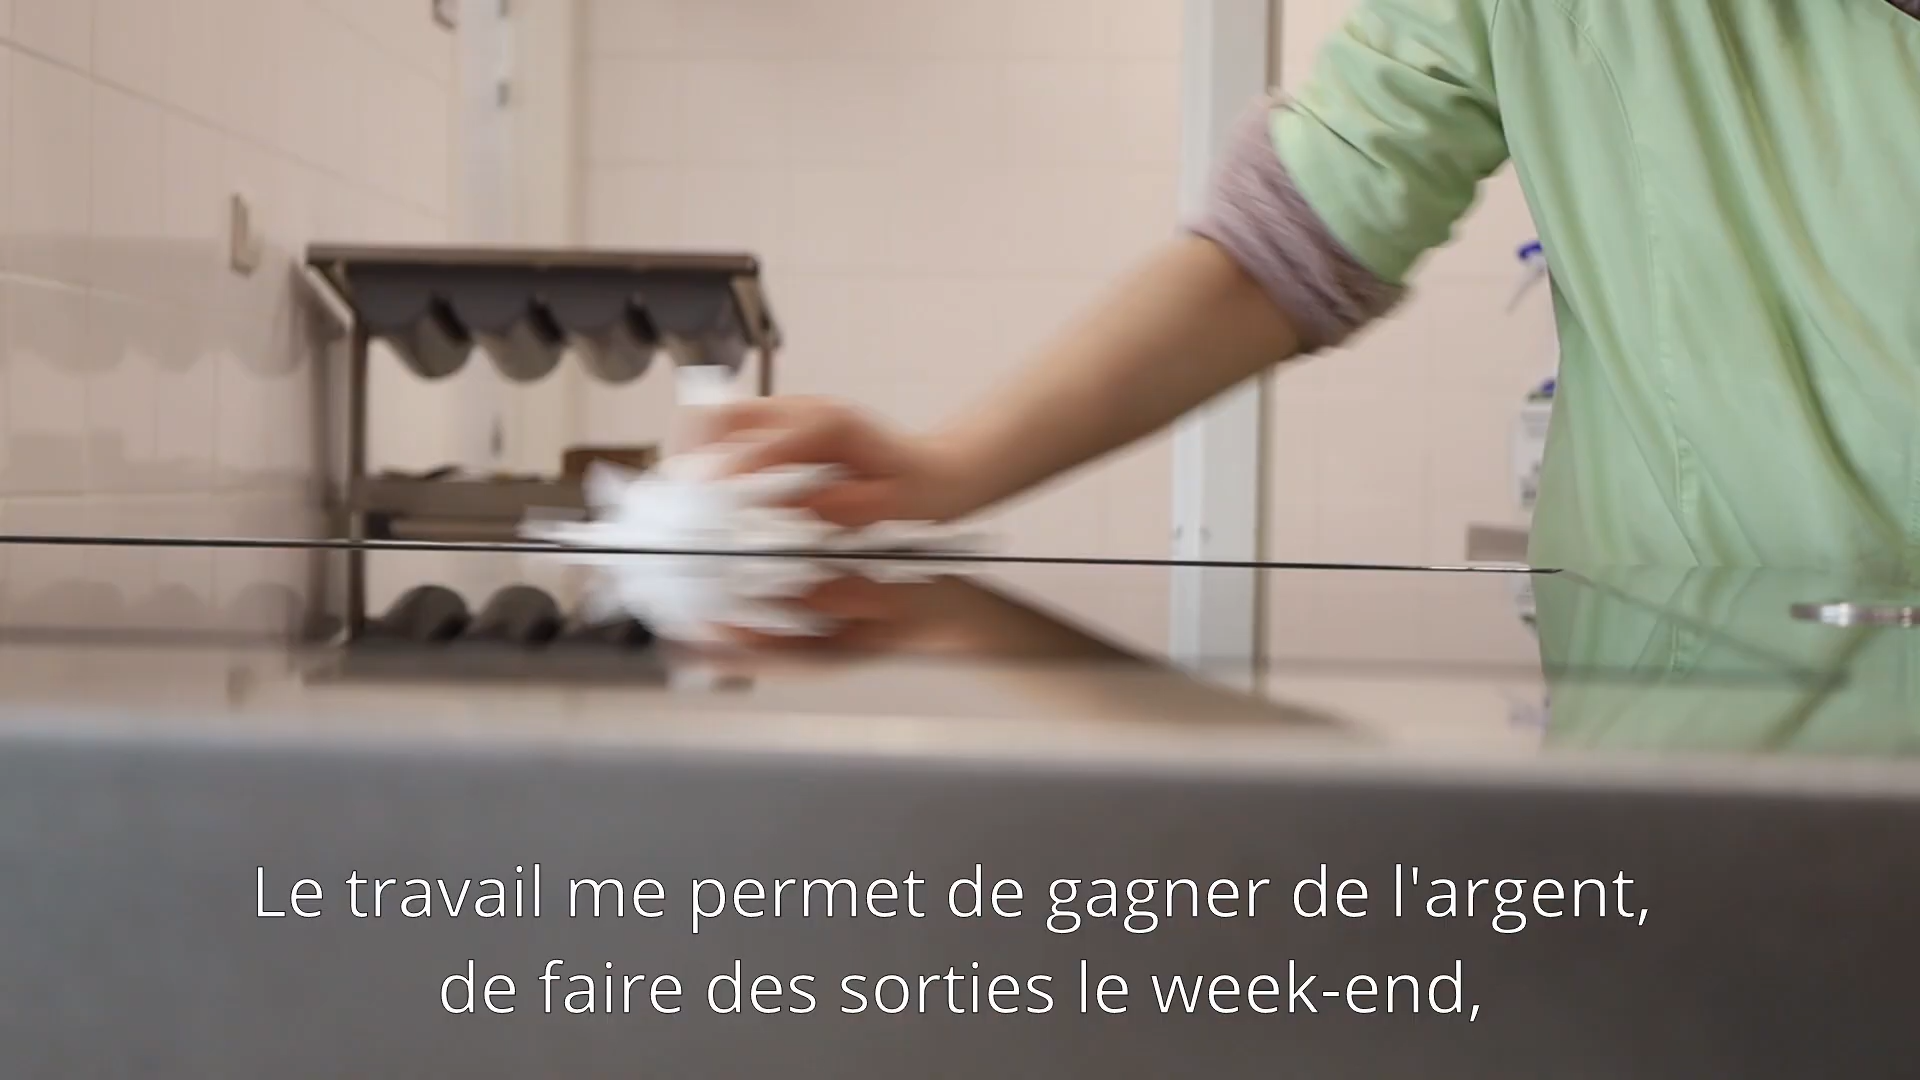 Le travail me permet de gagner de l'argent,
de faire des sorties le week-end,